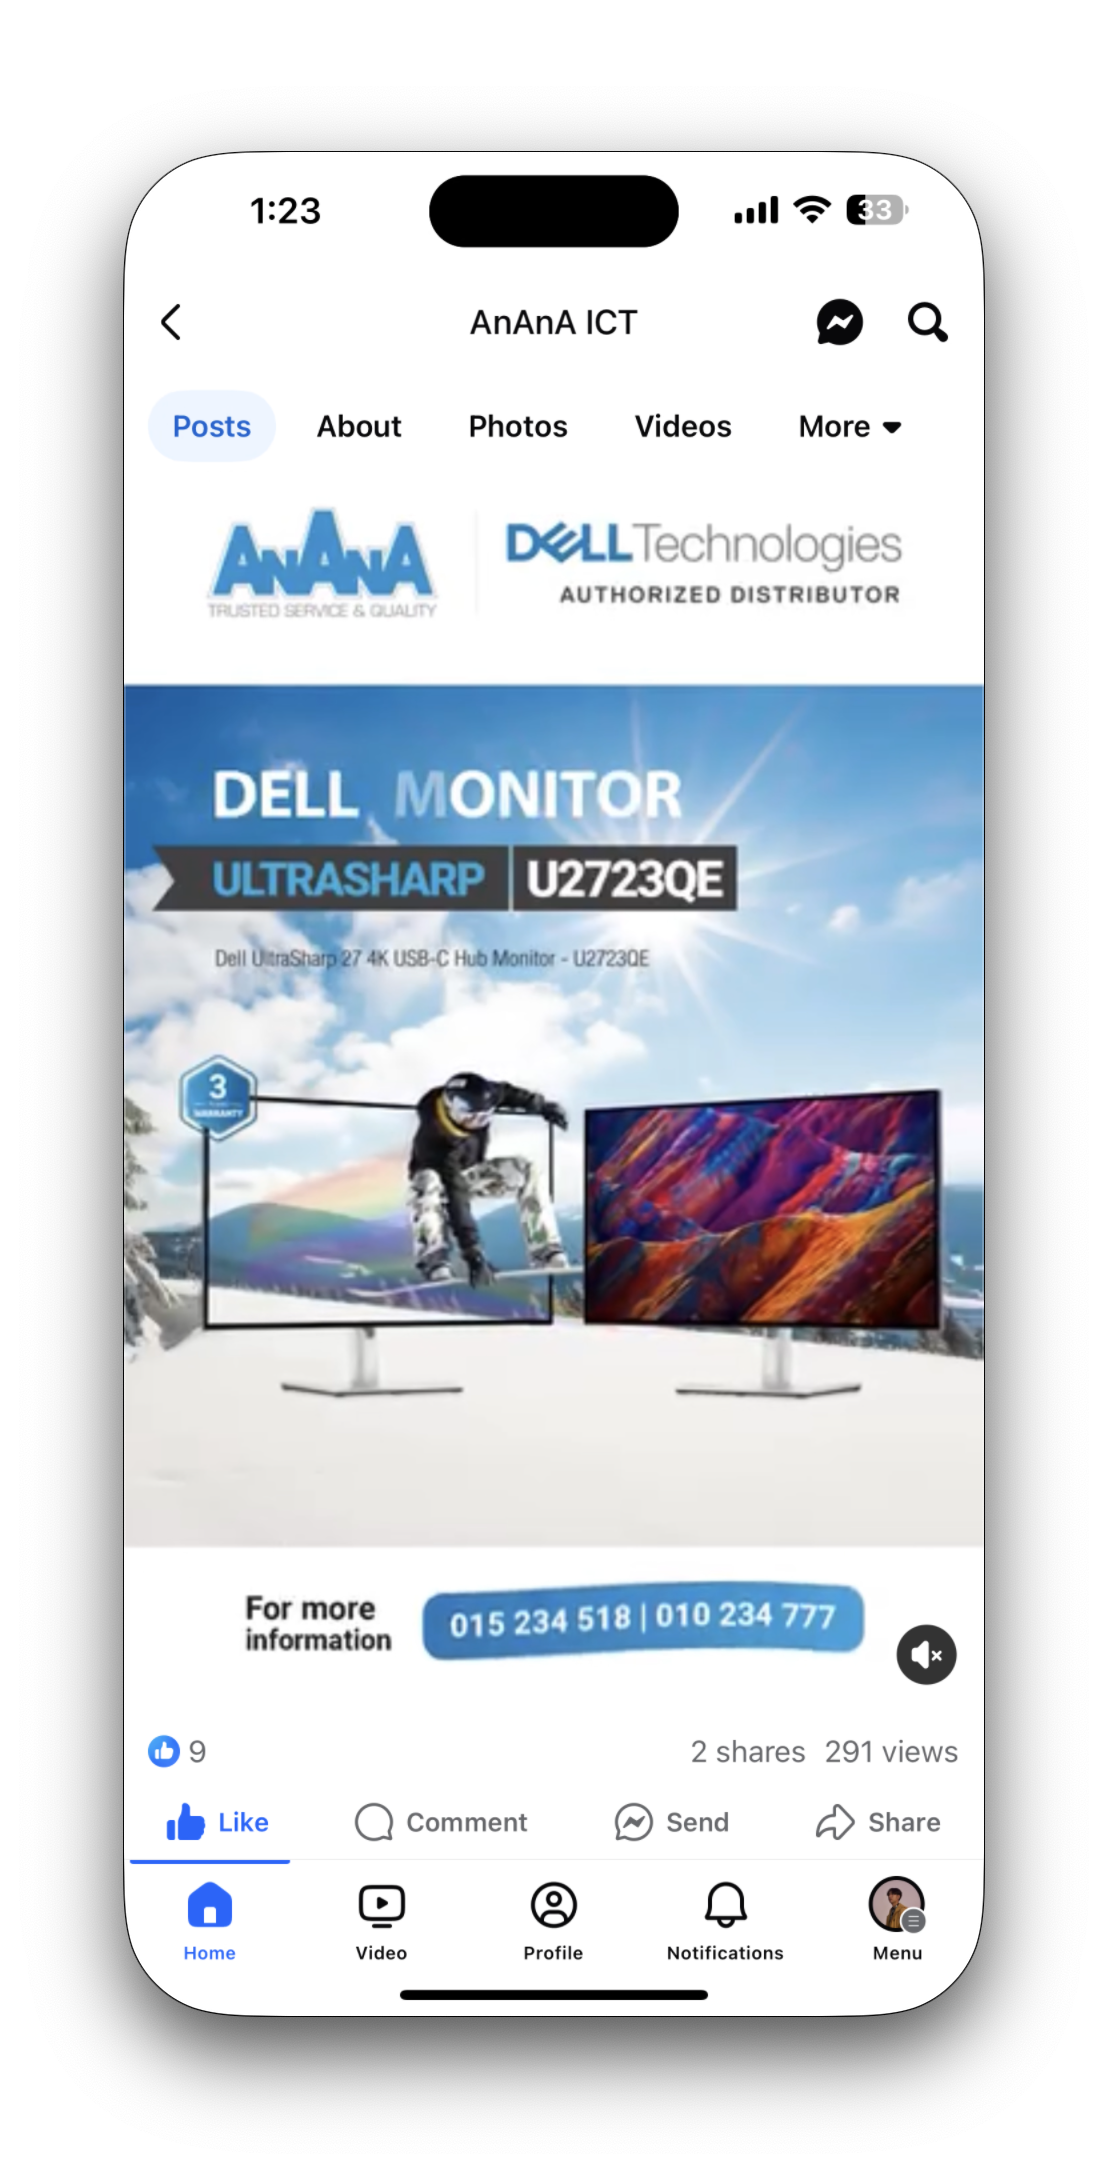 1:23
33
AnAnA ICT
Posts
About
Photos
Videos
More
ANANA
TRUSTED SERVICE & QUALITY
DELL Technologies
AUTHORIZED DISTRIBUTOR
DELL MONITOR
ULTRASHARP U2723QE
Dell UltraSharp 27 4K USB-C Hub Monitor - U2723QE
3
WARRANTY
For more
information
015 234 518 | 010 234 777
9
2 shares 291 views
Like
Comment
Send
Share
Home
Video
Profile
Notifications
Menu